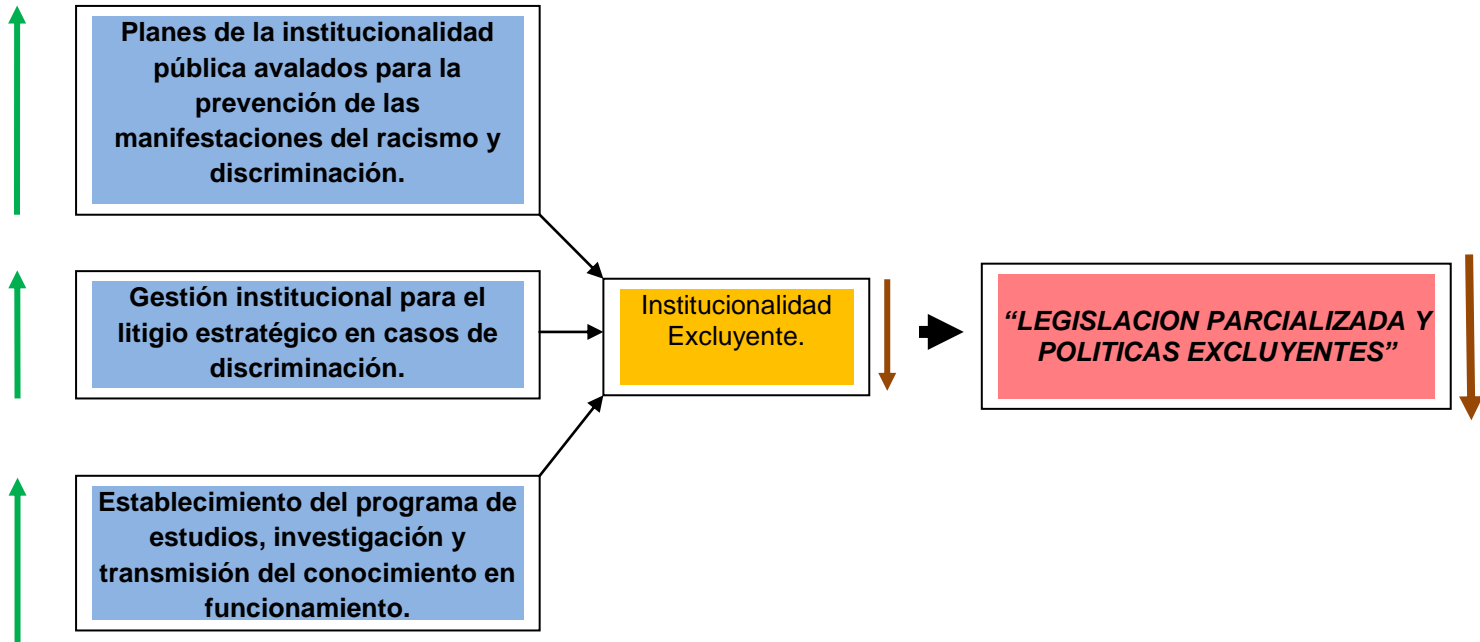 Planes de la institucionalidad
pública avalados para la
prevención de las
manifestaciones del racismo y
discriminación.
Gestión institucional para el
litigio estratégico en casos de
discriminación.
Establecimiento del programa de
estudios, investigación y
transmisión del conocimiento en
funcionamiento.
Institucionalidad
Excluyente.
“LEGISLACION PARCIALIZADA Y
POLITICAS EXCLUYENTES”